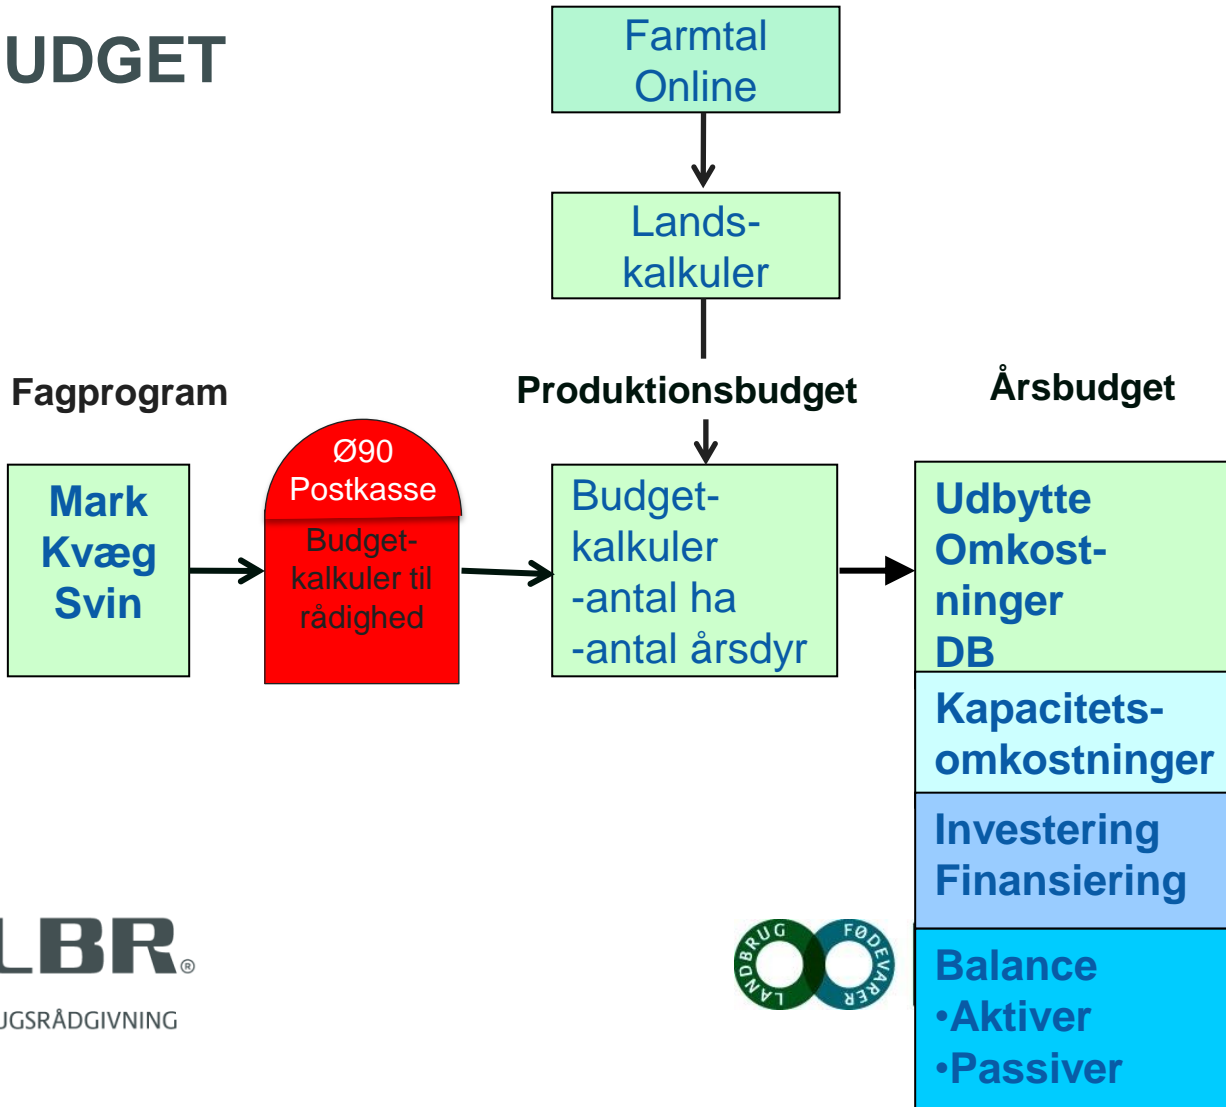 UDGET
Farmtal
Online
Lands-
kalkuler
Fagprogram
Produktionsbudget
Årsbudget
Mark
Kvæg
Svin
Ø90
Postkasse
Budget-
kalkuler til
rådighed
Budget-
kalkuler
-antal ha
-antal årsdyr
Udbytte
Omkost-
ninger
DB
Kapacitets-
omkostninger
Investering
Finansiering
Balance
•Aktiver
•Passiver
LBR®
UGSRÅDGIVNING
LANDBRUG
FØDEVARER